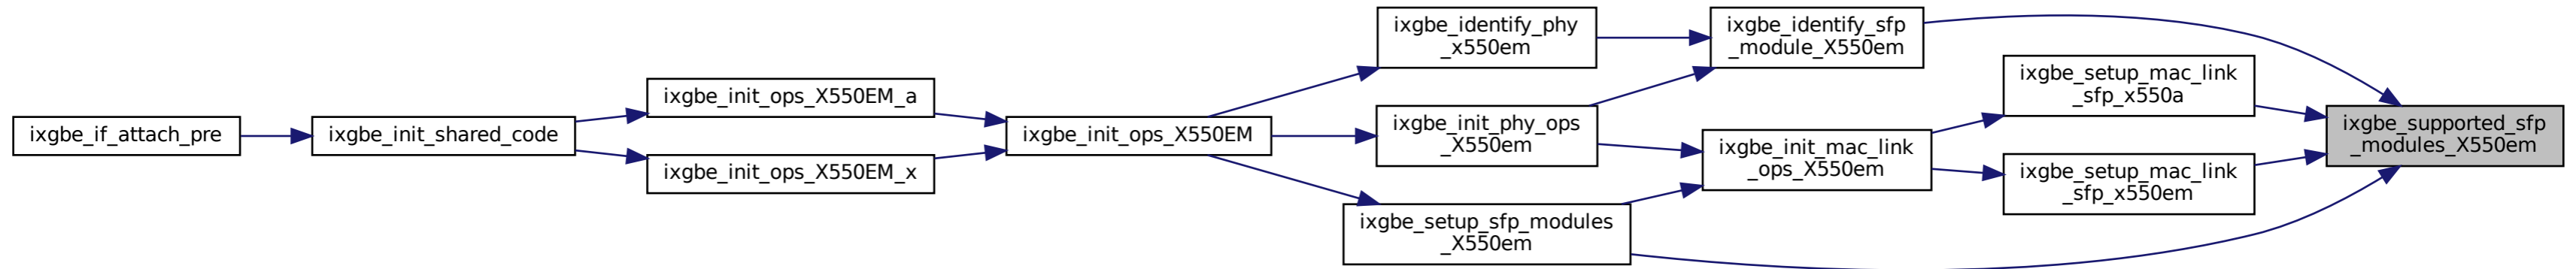 ixgbe_if_attach_pre
ixgbe_init_shared_code
ixgbe_init_ops_X550EM_a
ixgbe_init_ops_X550EM_x
ixgbe_init_ops_X550EM
ixgbe_identify_phy
_x550em
ixgbe_init_phy_ops
_X550em
ixgbe_setup_sfp_modules
_X550em
ixgbe_identify_sfp
_module_X550em
ixgbe_init_mac_link
_ops_X550em
ixgbe_setup_mac_link
_sfp_x550a
ixgbe_setup_mac_link
_sfp_x550em
ixgbe_supported_sfp
_modules_X550em